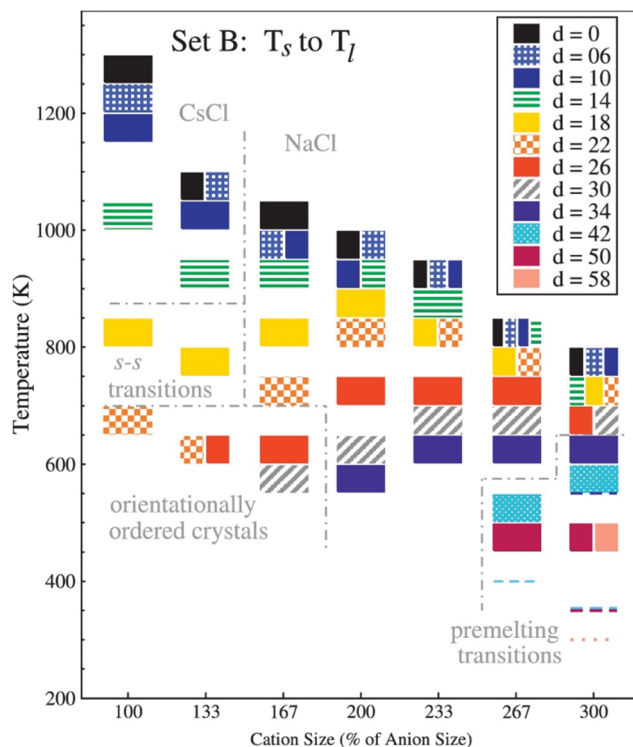 Set B: Tₛ to Tₗ
d = 0
d = 06
d = 10
d = 14
d = 18
d = 22
d = 26
d = 30
d = 34
d = 42
d = 50
d = 58
CsCl
NaCl
s-s
transitions
orientationally
ordered crystals
premelting
transitions
Temperature (K)
1200
1000
800
600
400
200
100
133
167
200
233
267
300
Cation Size (% of Anion Size)